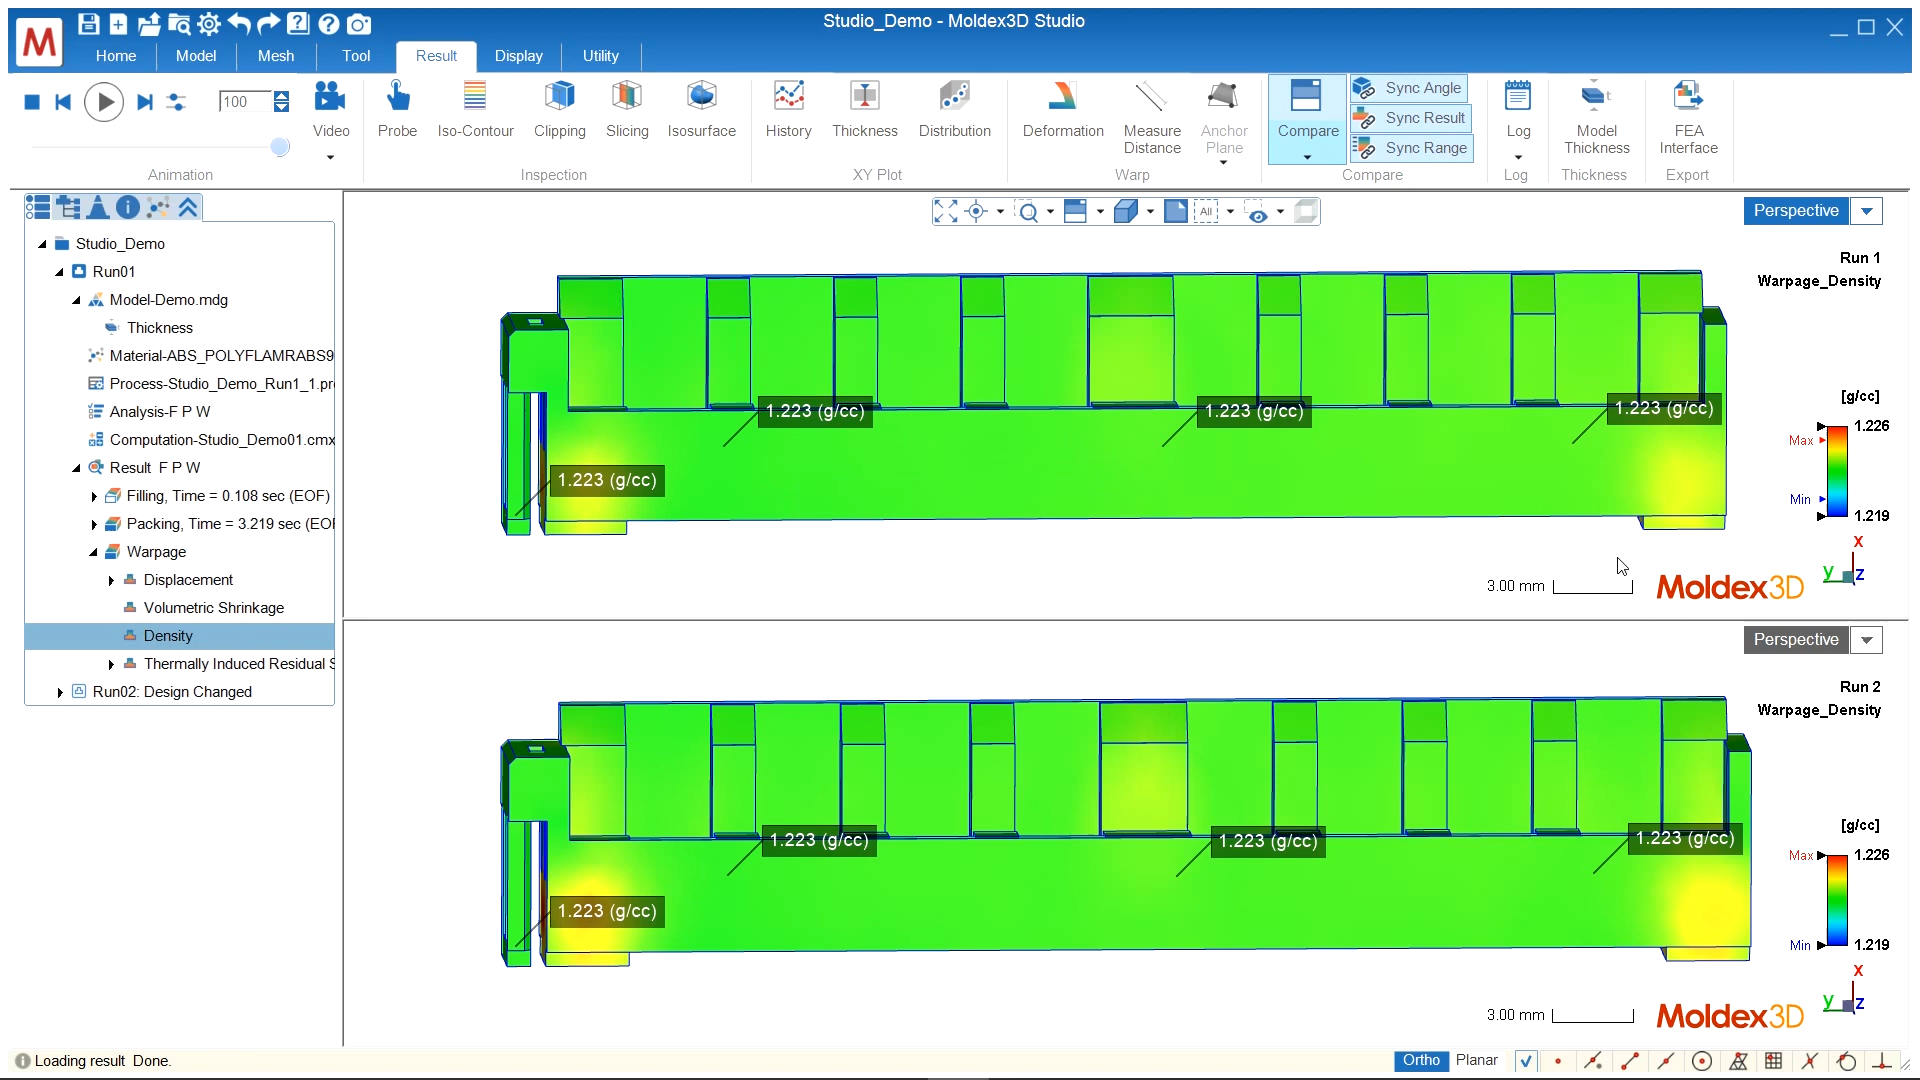 Studio_Demo - Moldex3D Studio
M
Home
Model
Mesh
Tool
Result
Display
Utility
100
Video
Probe
Iso-Contour
Clipping
Slicing
Isosurface
History
Thickness
Distribution
Deformation
Measure
Distance
Anchor
Plane
Compare
Sync Angle
Sync Result
Sync Range
Log
Model
Thickness
FEA
Interface
Animation
Inspection
XY Plot
Warp
Compare
Log
Thickness
Export
All
Perspective
Studio_Demo
Run01
Model-Demo.mdg
Thickness
Material-ABS_POLYFLAMRABS9
Process-Studio_Demo_Run1_1.pr
Analysis-F P W
Computation-Studio_Demo01.cmx
Result F P W
Filling, Time = 0.108 sec (EOF)
Packing, Time = 3.219 sec (EOF
Warpage
Displacement
Volumetric Shrinkage
Density
Thermally Induced Residual S
Run02: Design Changed
Run 1
Warpage_Density
1.223 (g/cc)
1.223 (g/cc)
1.223 (g/cc)
1.223 (g/cc)
[g/cc]
1.226
Max
Min
1.219
X
y
z
3.00 mm
Moldex3D
Perspective
Run 2
Warpage_Density
1.223 (g/cc)
1.223 (g/cc)
1.223 (g/cc)
1.223 (g/cc)
[g/cc]
Max
1.226
Min
1.219
X
y
z
3.00 mm
Moldex3D
Loading result Done.
Ortho
Planar